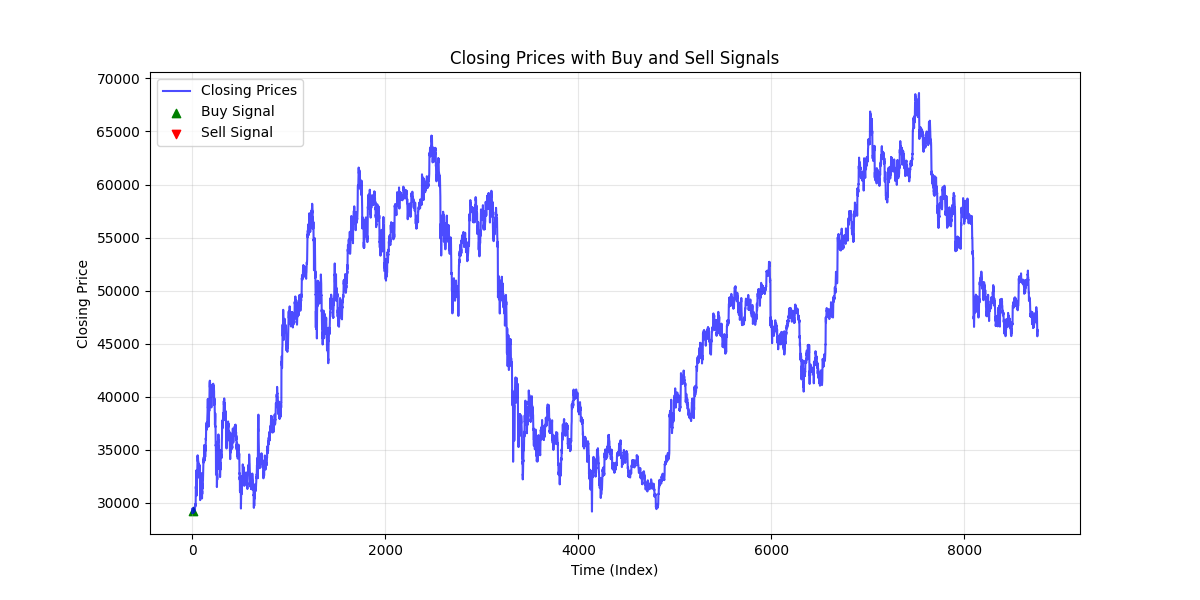 Closing Prices with Buy and Sell Signals
70000
65000
60000
55000
50000
45000
40000
35000
30000
Closing Price
Closing Prices
Buy Signal
Sell Signal
0
2000
4000
6000
8000
Time (Index)